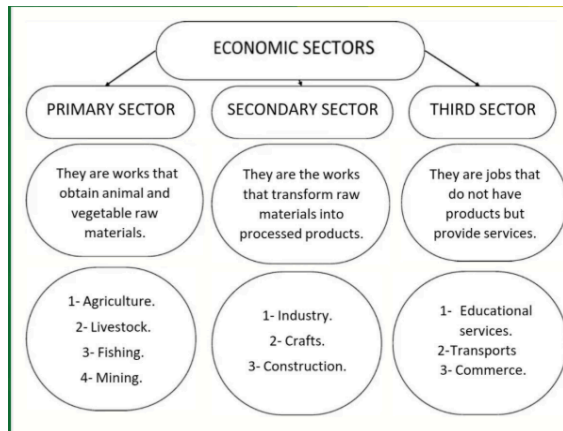 ECONOMIC SECTORS
PRIMARY SECTOR
They are works that
obtain animal and
vegetable raw
materials.
1- Agriculture.
2- Livestock.
3- Fishing.
4- Mining.
SECONDARY SECTOR
They are the works
that transform raw
materials into
processed products.
1- Industry.
2- Crafts.
3- Construction.
THIRD SECTOR
They are jobs that
do not have
products but
provide services.
1- Educational
services.
2-Transports
3- Commerce.